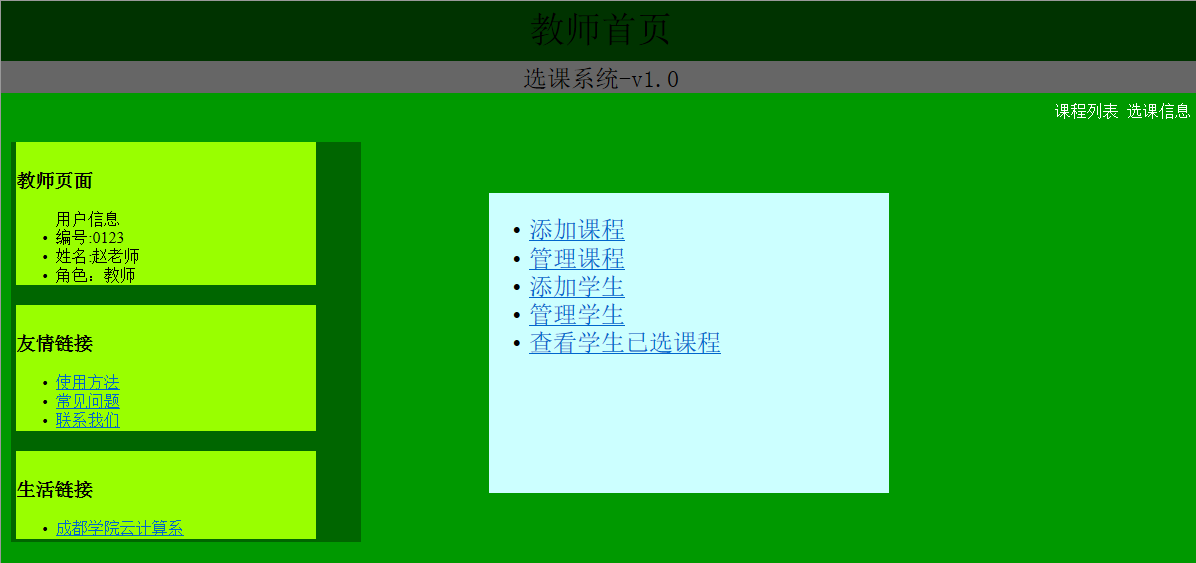 教师首页
选课系统-v1.0
课程列表 选课信息
教师页面
用户信息
• 编号:0123
• 姓名:赵老师
• 角色：教师
友情链接
• 使用方法
• 常见问题
• 联系我们
生活链接
• 成都学院云计算系
• 添加课程
• 管理课程
• 添加学生
• 管理学生
• 查看学生已选课程